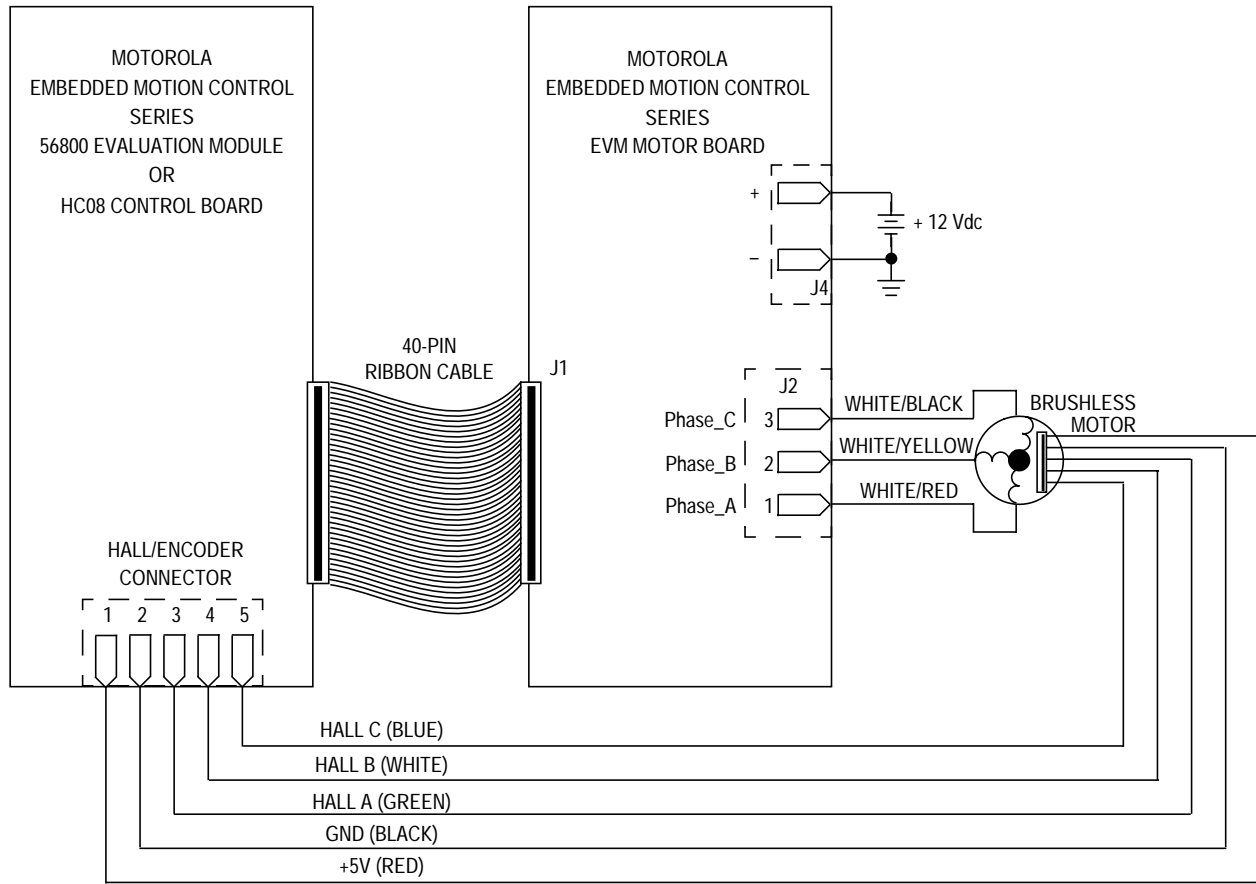 MOTOROLA
EMBEDDED MOTION CONTROL
SERIES
56800 EVALUATION MODULE
OR
HC08 CONTROL BOARD
MOTOROLA
EMBEDDED MOTION CONTROL
SERIES
EVM MOTOR BOARD
+
+ 12 Vdc
–
J4
40-PIN
RIBBON CABLE
J1
J2
Phase_C
3
WHITE/BLACK
Phase_B
2
WHITE/YELLOW
Phase_A
1
WHITE/RED
BRUSHLESS
MOTOR
HALL/ENCODER
CONNECTOR
1 2 3 4 5
HALL C (BLUE)
HALL B (WHITE)
HALL A (GREEN)
GND (BLACK)
+5V (RED)